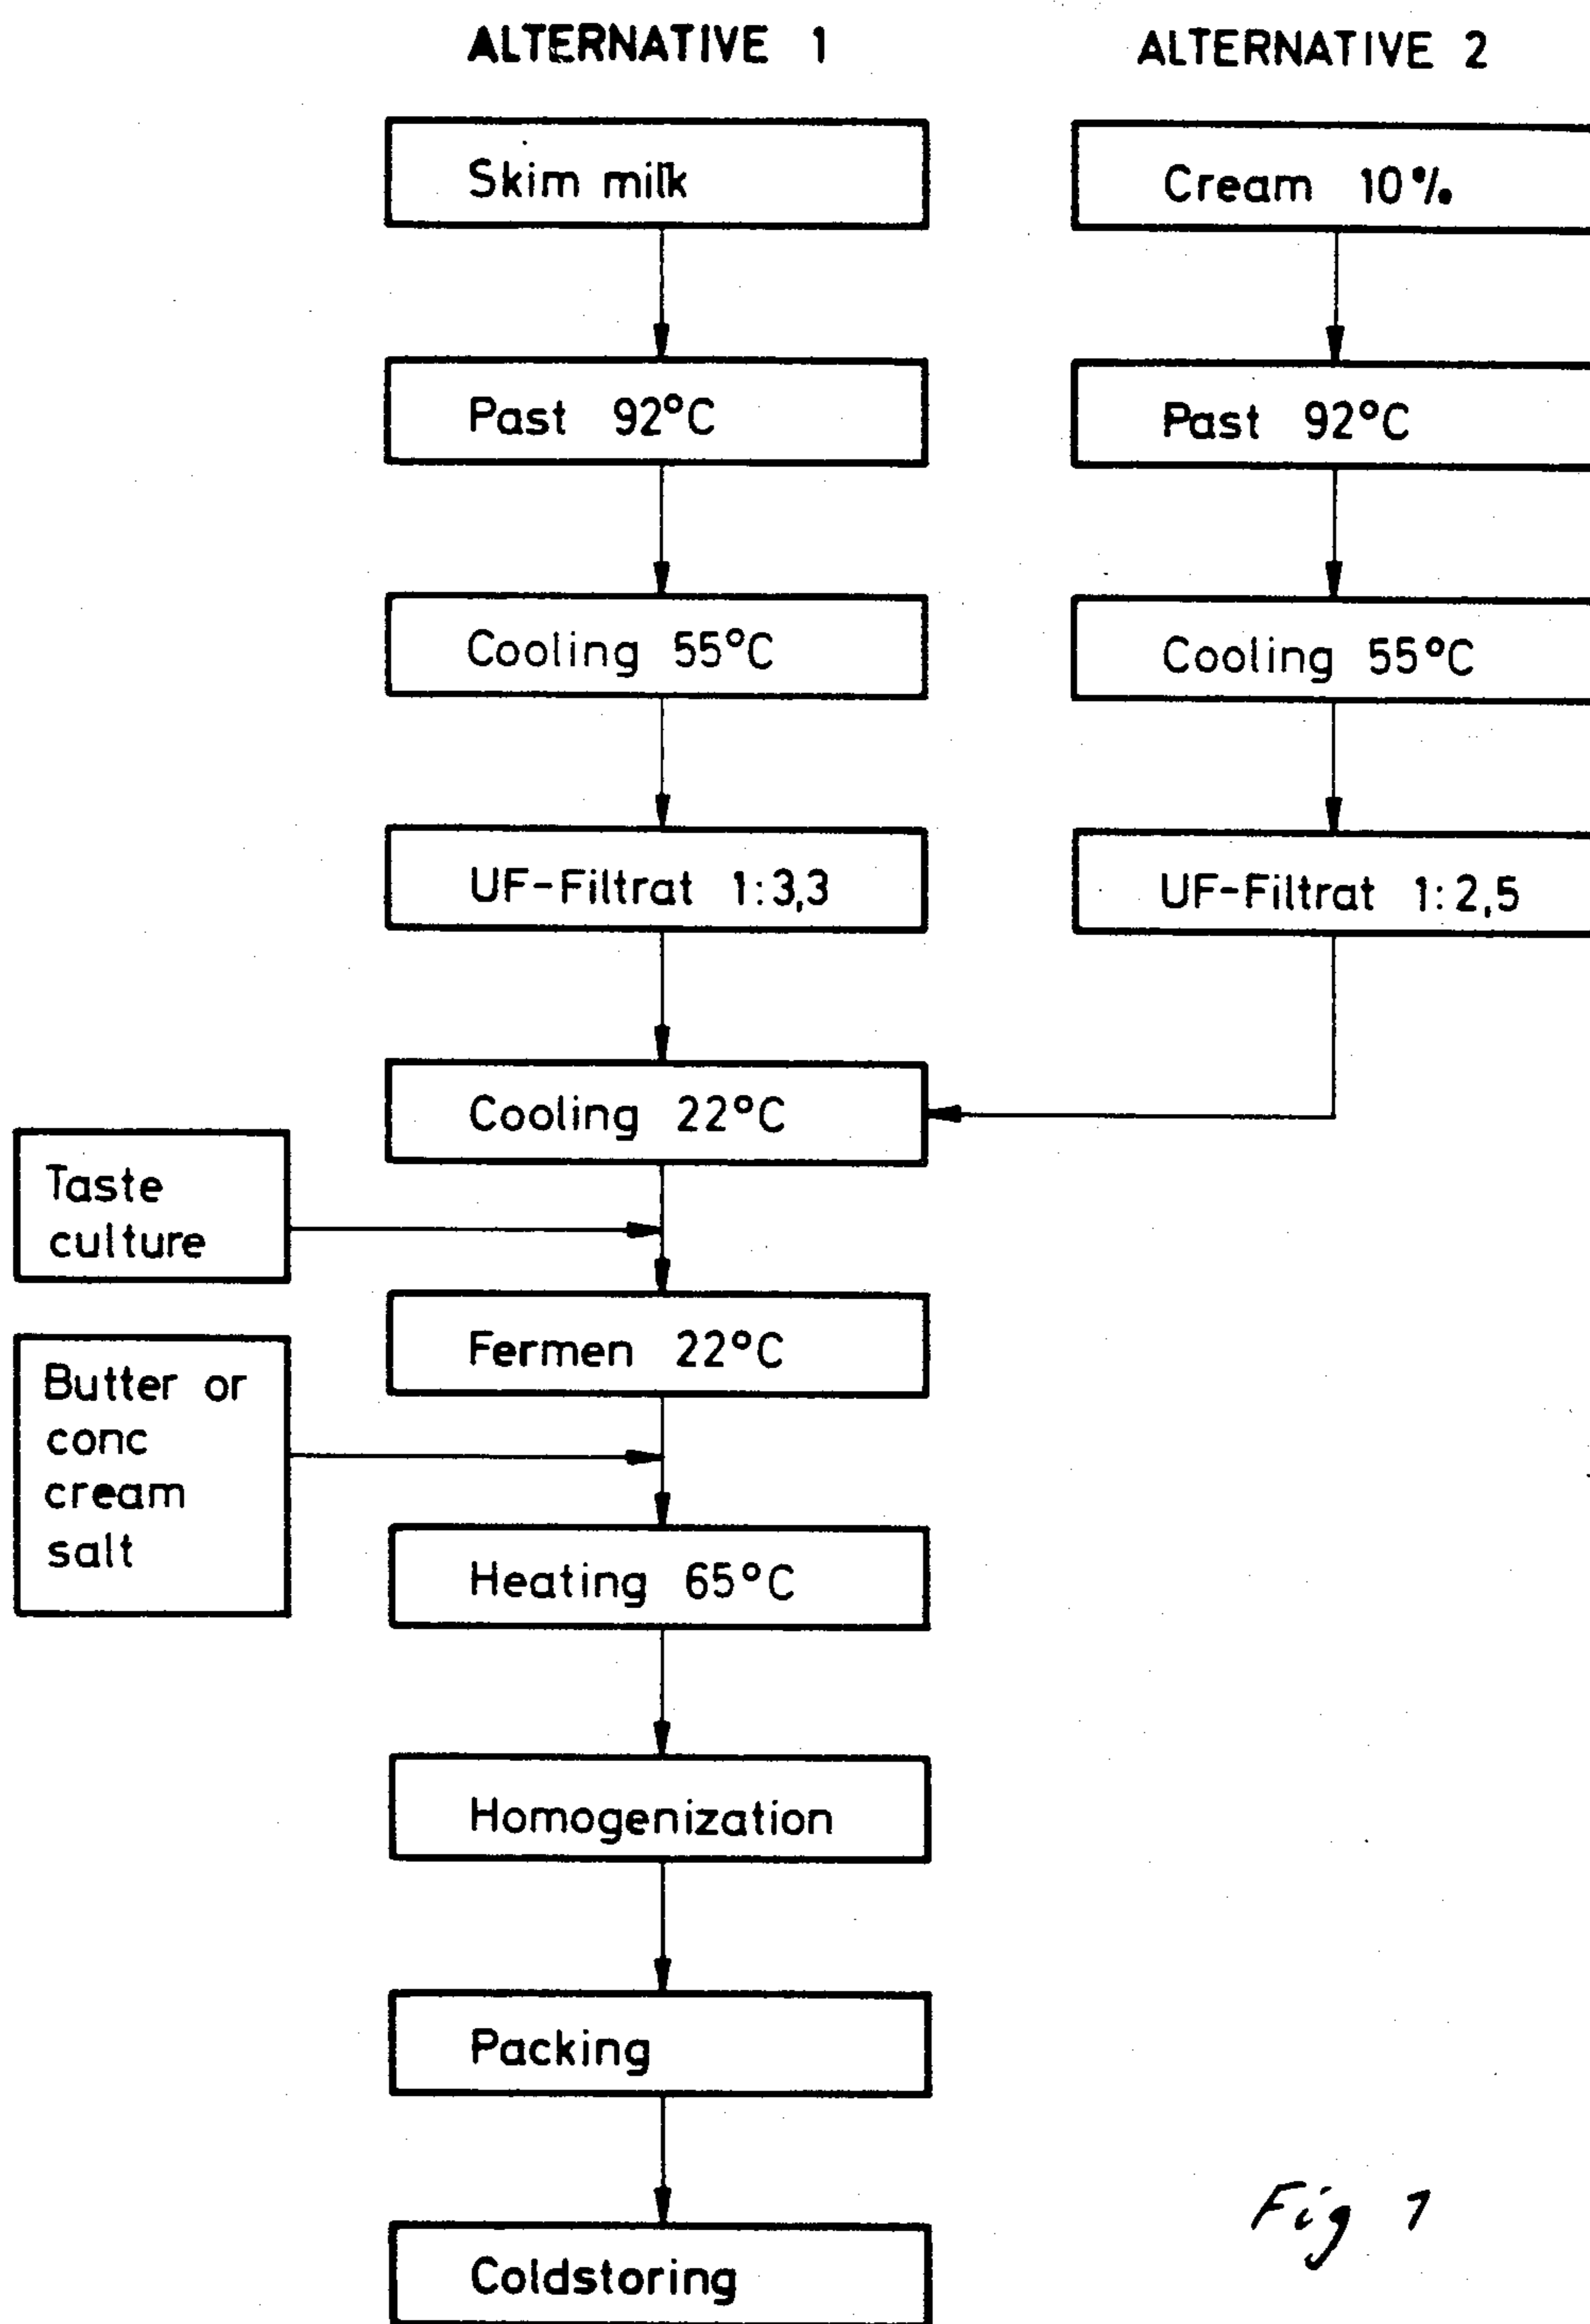 ALTERNATIVE 1
ALTERNATIVE 2
Skim milk
Cream 10%
Past 92°C
Past 92°C
Cooling 55°C
Cooling 55°C
UF-Filtrat 1:3,3
UF-Filtrat 1:2,5
Cooling 22°C
Taste
culture
Fermen 22°C
Butter or
conc
cream
salt
Heating 65°C
Homogenization
Packing
Coldstoring
Fig 1